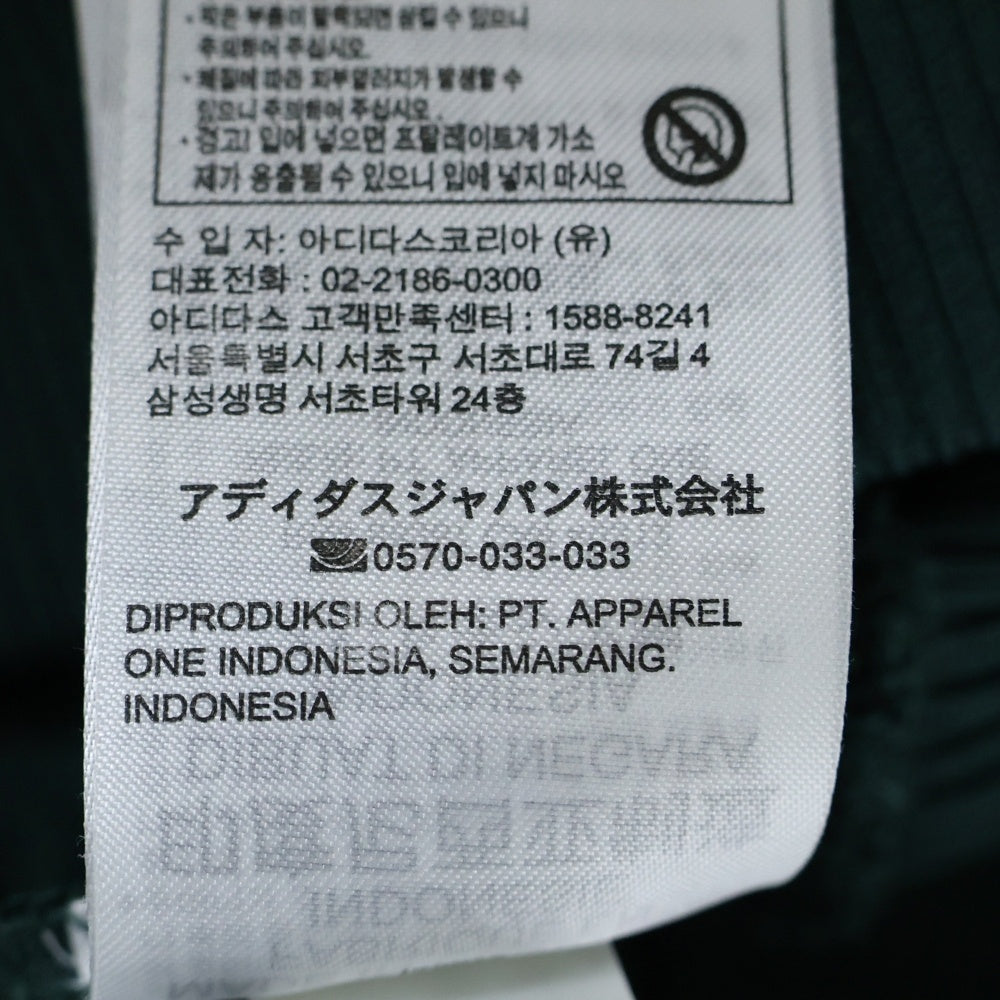 · 작은 부품이 탈락되면 삼킬 수 있으니
주의하여 주십시오.
· 체질에 따라 피부알러지가 발생할 수
있으니 주의하여 주십시오.
· 경고! 입에 넣으면 프탈레이트계 가소
제가 용출될 수 있으니 입에 넣지 마시오
수 입 자: 아디다스코리아 (유)
대표전화 : 02-2186-0300
아디다스 고객만족센터 : 1588-8241
서울특별시 서초구 서초대로 74길 4
삼성생명 서초타워 24층
アディダスジャパン株式会社
0570-033-033
DIPRODUKSI OLEH: PT. APPAREL
ONE INDONESIA, SEMARANG.
INDONESIA